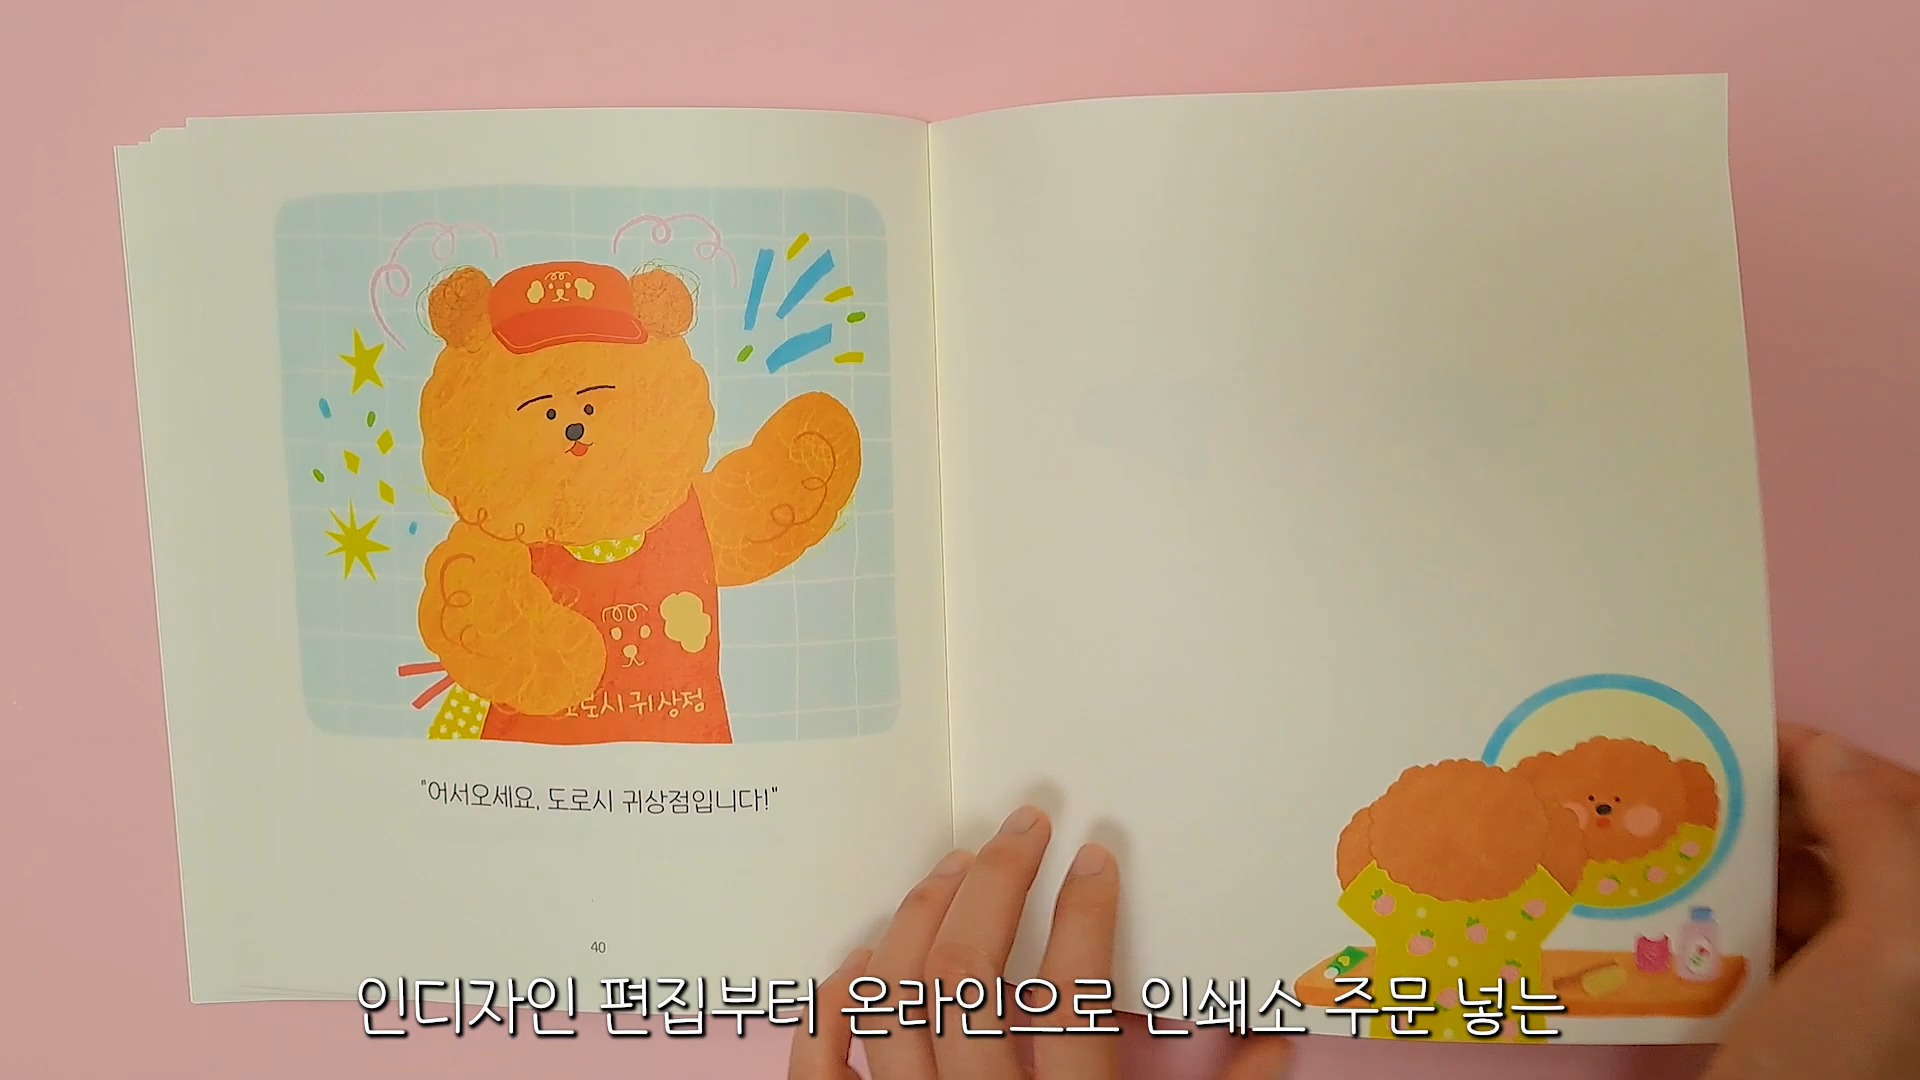 도로시 귀상점
"어서오세요, 도로시 귀상점입니다!"
40
인디자인 편집부터 온라인으로 인쇄소 주문 넣는